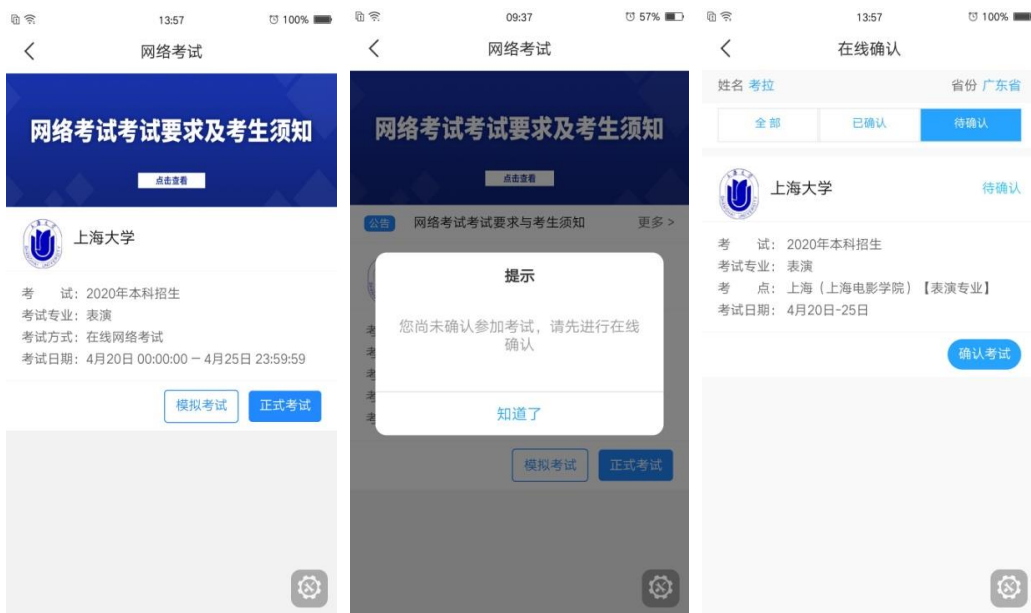 13:57
100%
网络考试
网络考试考试要求及考生须知
点击查看
上海大学
考 试：2020年本科招生
考试专业：表演
考试方式：在线网络考试
考试日期：4月20日 00:00:00 — 4月25日 23:59:59
模拟考试
正式考试
09:37
57%
网络考试
网络考试考试要求及考生须知
点击查看
公告 网络考试考试要求与考生须知 更多 >
提示
您尚未确认参加考试，请先进行在线
确认
知道了
模拟考试
正式考试
13:57
100%
在线确认
姓名 考拉 省份 广东省
全部 已确认 待确认
上海大学 待确认
考 试：2020年本科招生
考试专业：表演
考 点：上海（上海电影学院）【表演专业】
考试日期：4月20日-25日
确认考试